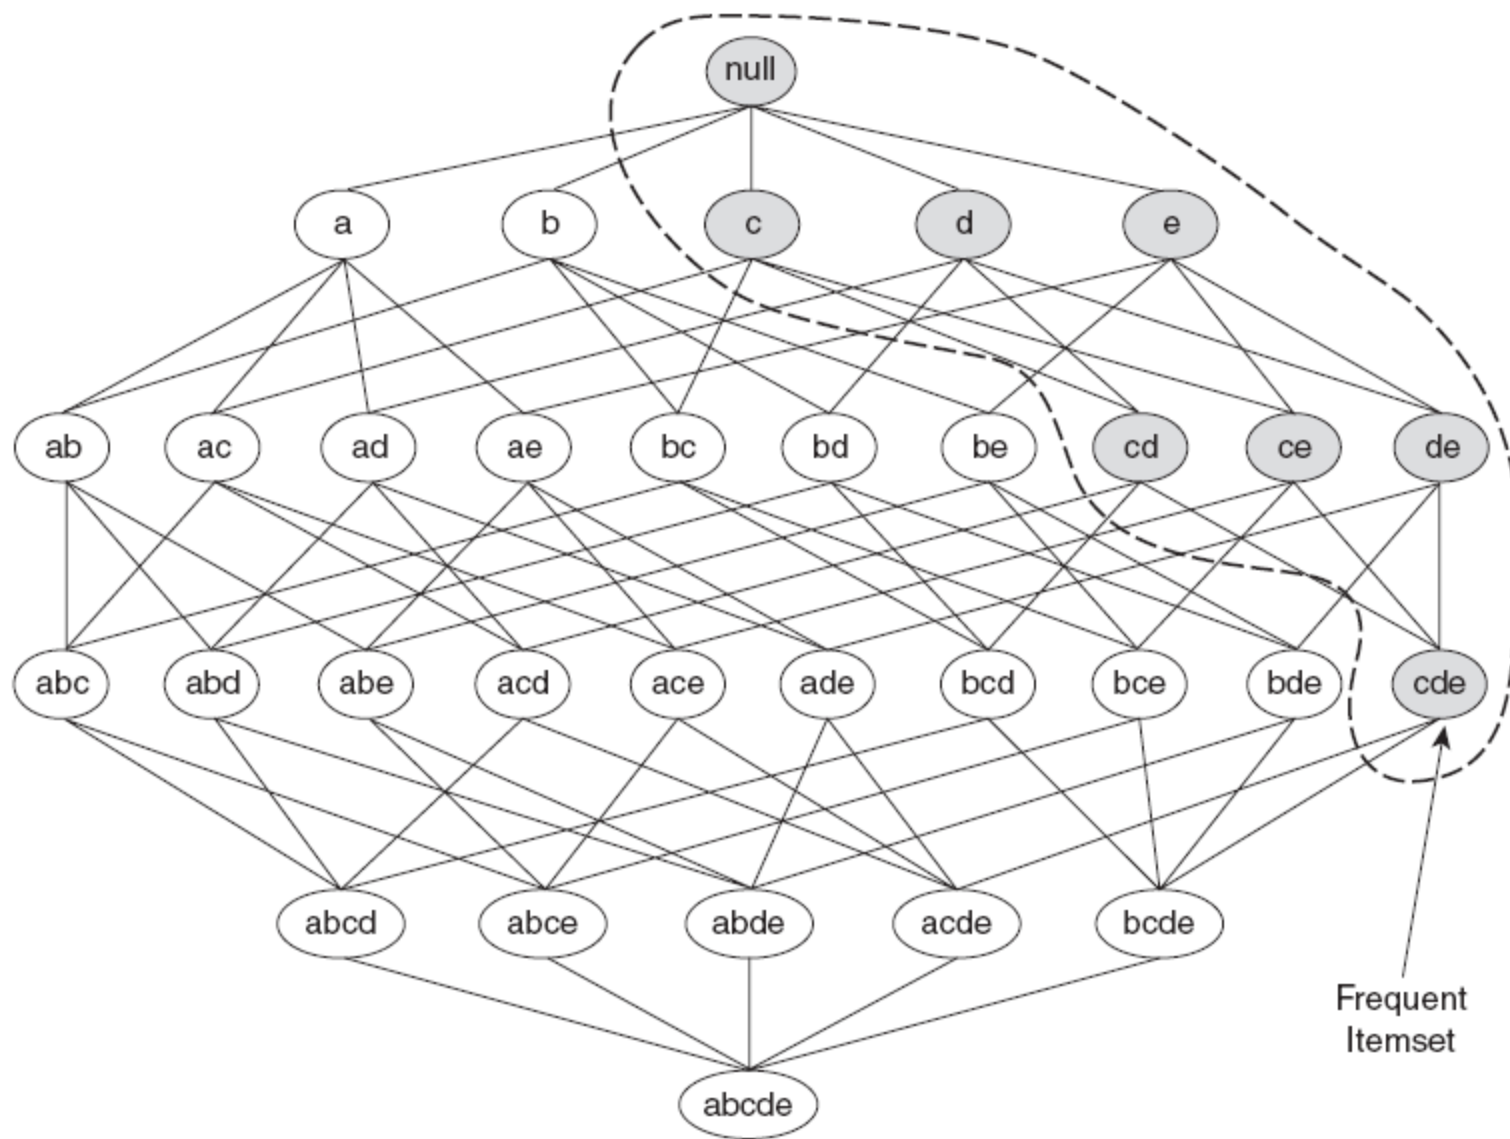 null
a b c d e
ab ac ad ae bc bd be cd ce de
abc abd abe acd ace ade bcd bce bde cde
abcd abce abde acde bcde
Frequent
Itemset
abcde